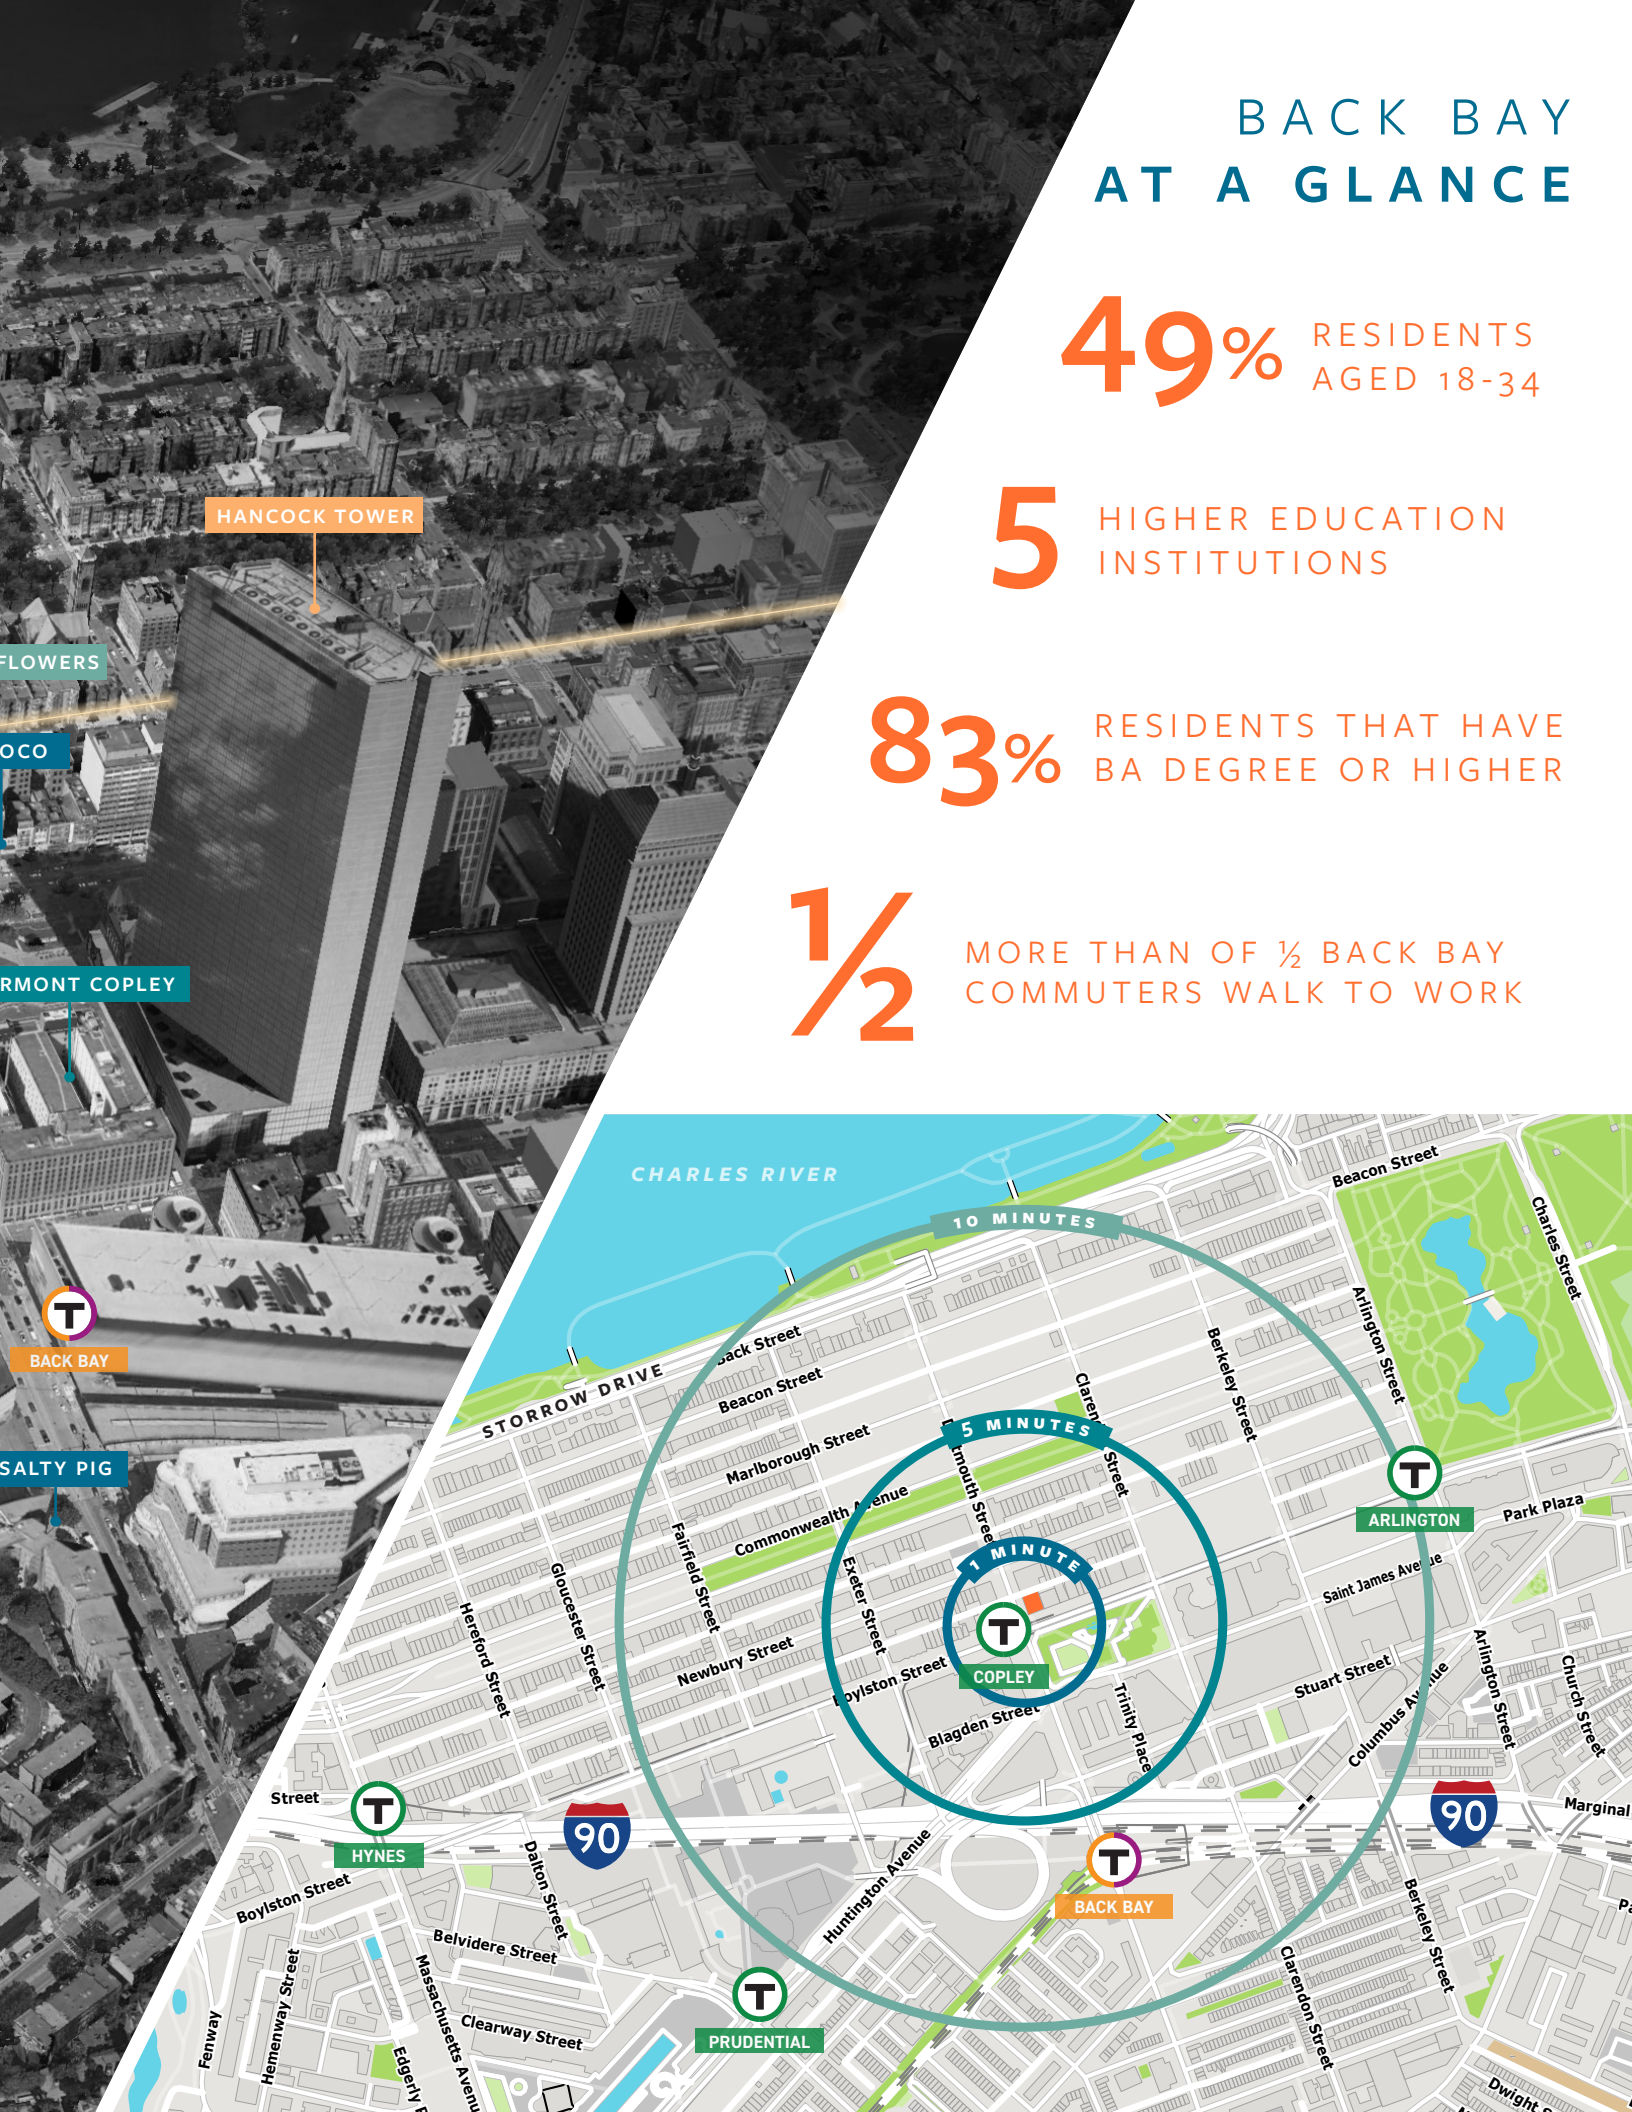 BACK BAY
AT A GLANCE
49% RESIDENTS
AGED 18-34
5 HIGHER EDUCATION
INSTITUTIONS
83% RESIDENTS THAT HAVE
BA DEGREE OR HIGHER
½ MORE THAN OF ½ BACK BAY
COMMUTERS WALK TO WORK
HANCOCK TOWER
FLOWERS
OCO
RMONT COPLEY
T
BACK BAY
SALTY PIG
CHARLES RIVER
10 MINUTES
5 MINUTES
1 MINUTE
Beacon Street
Charles Street
Arlington Street
Berkeley Street
Back Street
STORROW DRIVE
Beacon Street
Marlborough Street
Commonwealth Avenue
Street
T
ARLINGTON
Park Plaza
Saint James Avenue
Fairfield Street
Exeter Street
Gloucester Street
Hereford Street
Newbury Street
Boylston Street
T
COPLEY
Blagden Street
Trinity Place
Stuart Street
Columbus Avenue
Arlington Street
Church Street
Street
T
HYNES
90
90
Marginal
Boylston Street
Dalton Street
Huntington Avenue
T
BACK BAY
Berkeley Street
Belvidere Street
Hemenway Street
Massachusetts Avenu
Clearway Street
T
PRUDENTIAL
Clarendon Street
Fenway
Edgerly
Dwight